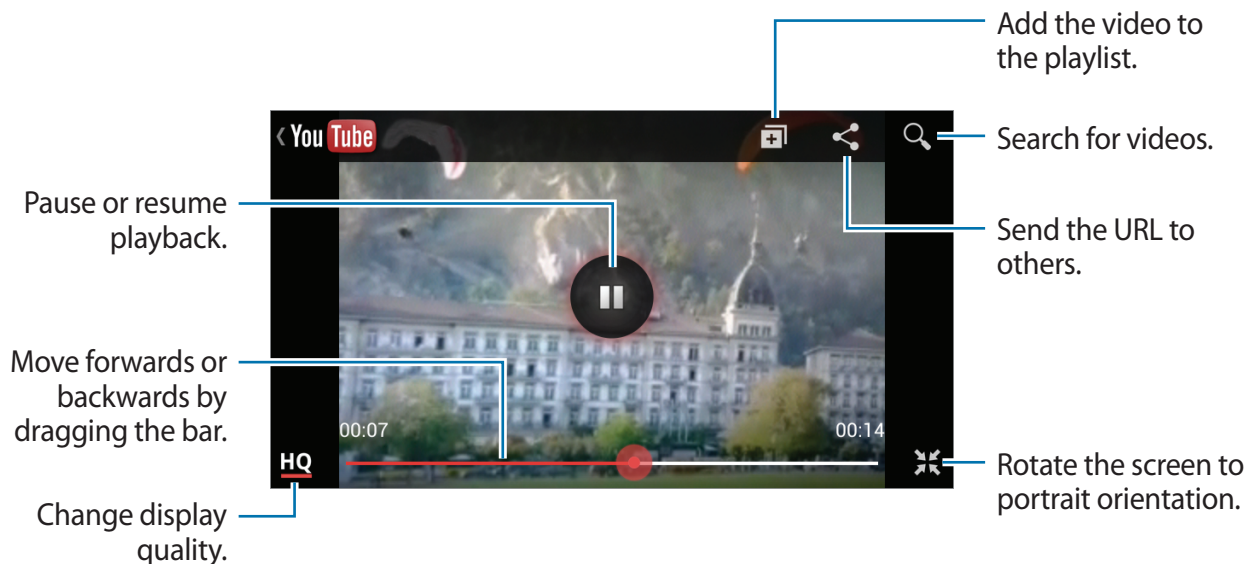 Add the video to
the playlist.
‹ You Tube
Search for videos.
Pause or resume
playback.
Send the URL to
others.
Move forwards or
backwards by
dragging the bar.
00:07
00:14
HQ
Rotate the screen to
portrait orientation.
Change display
quality.